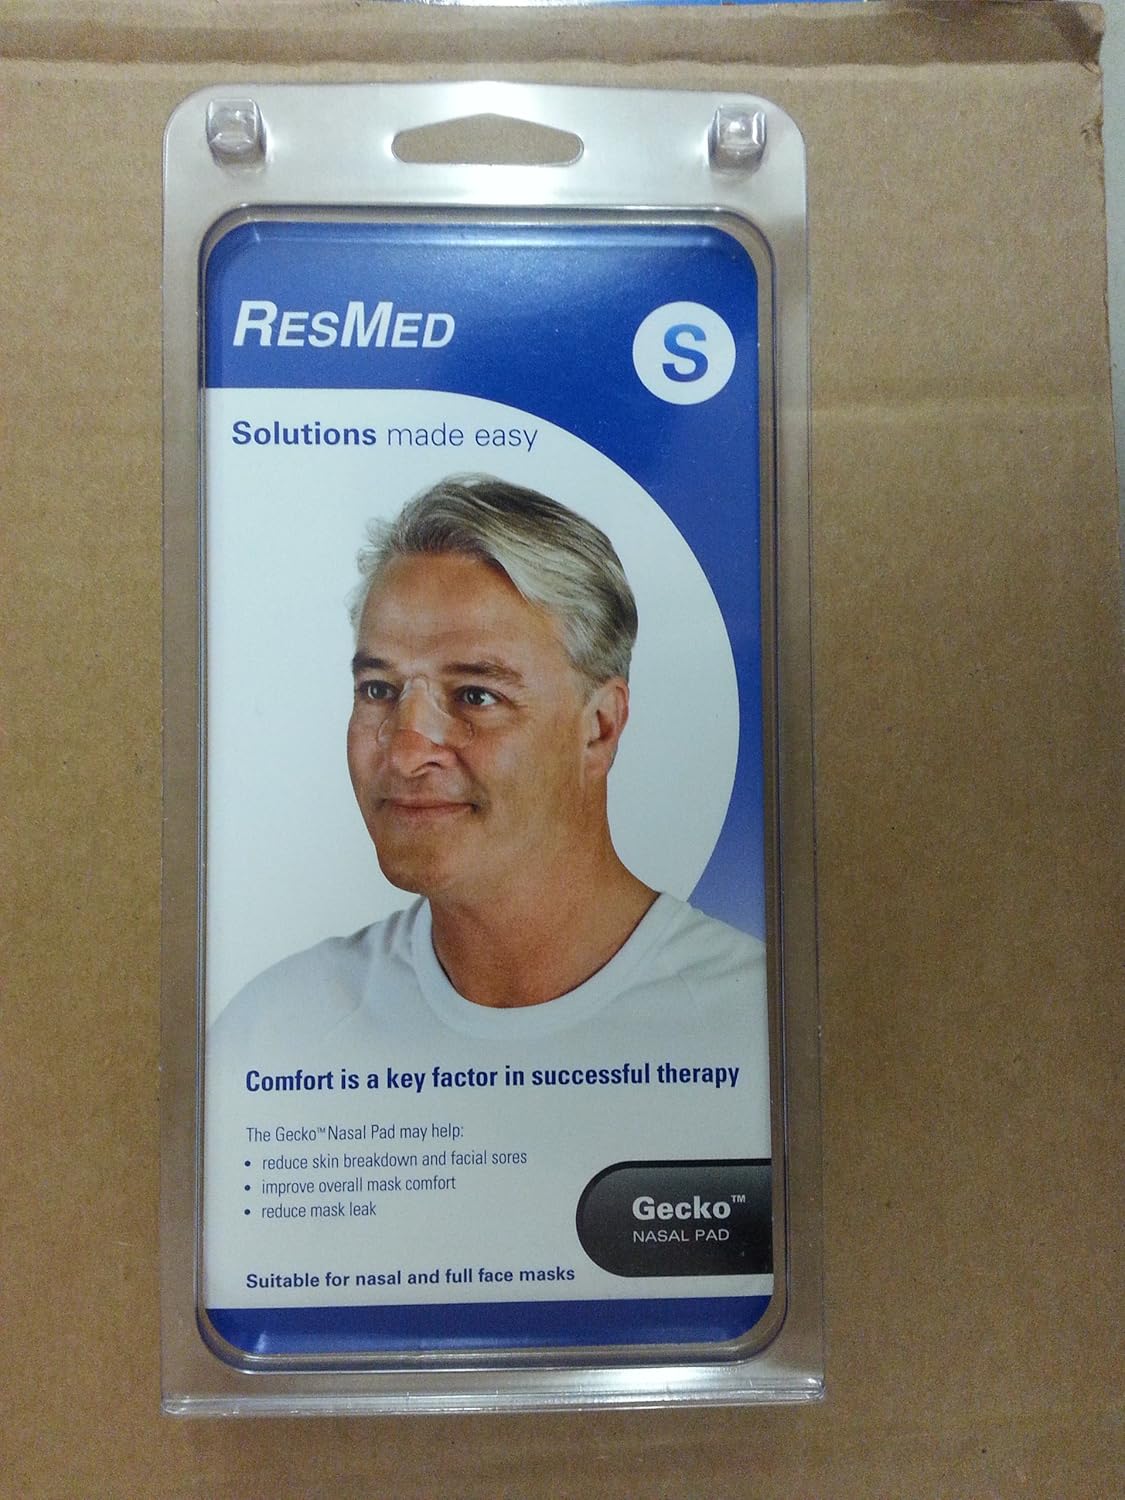 RESMED
S
Solutions made easy
Comfort is a key factor in successful therapy
The Gecko™ Nasal Pad may help:
• reduce skin breakdown and facial sores
• improve overall mask comfort
• reduce mask leak
Gecko™
NASAL PAD
Suitable for nasal and full face masks